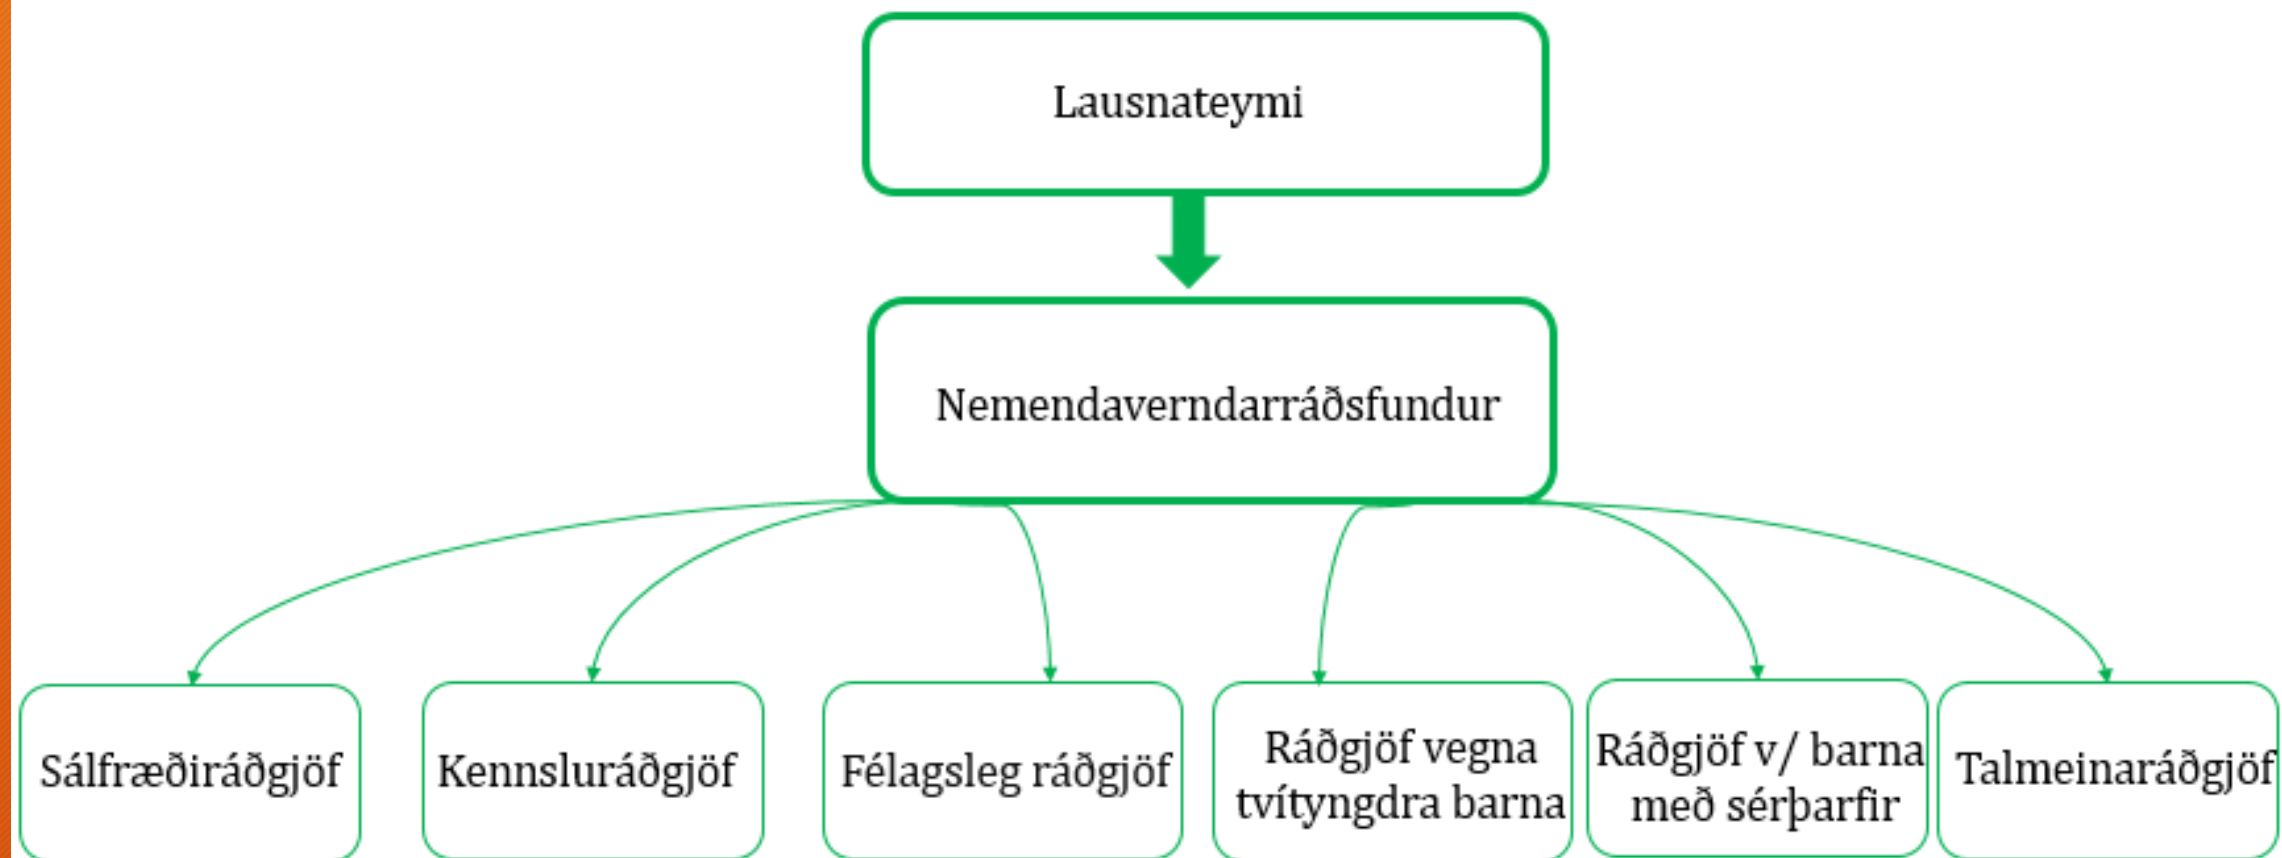 Lausnateymi
Nemendaverndarráðsfundur
Sálfræðiráðgjöf
Kennsluráðgjöf
Félagsleg ráðgjöf
Ráðgjöf vegna
tvítyngdra barna
Ráðgjöf v/ barna
með sérþarfir
Talmeinaráðgjöf